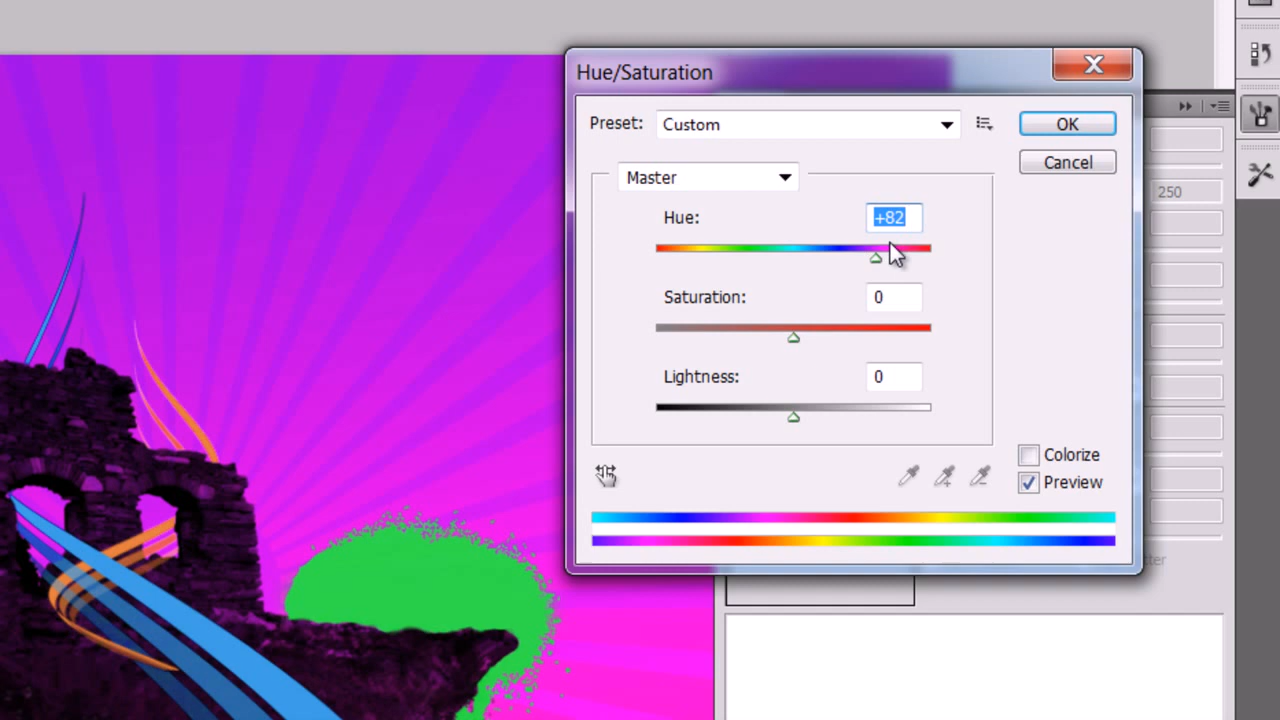 Hue/Saturation
Preset: Custom
OK
Cancel
Master
250
Hue: +82
Saturation: 0
Lightness: 0
Colorize
Preview